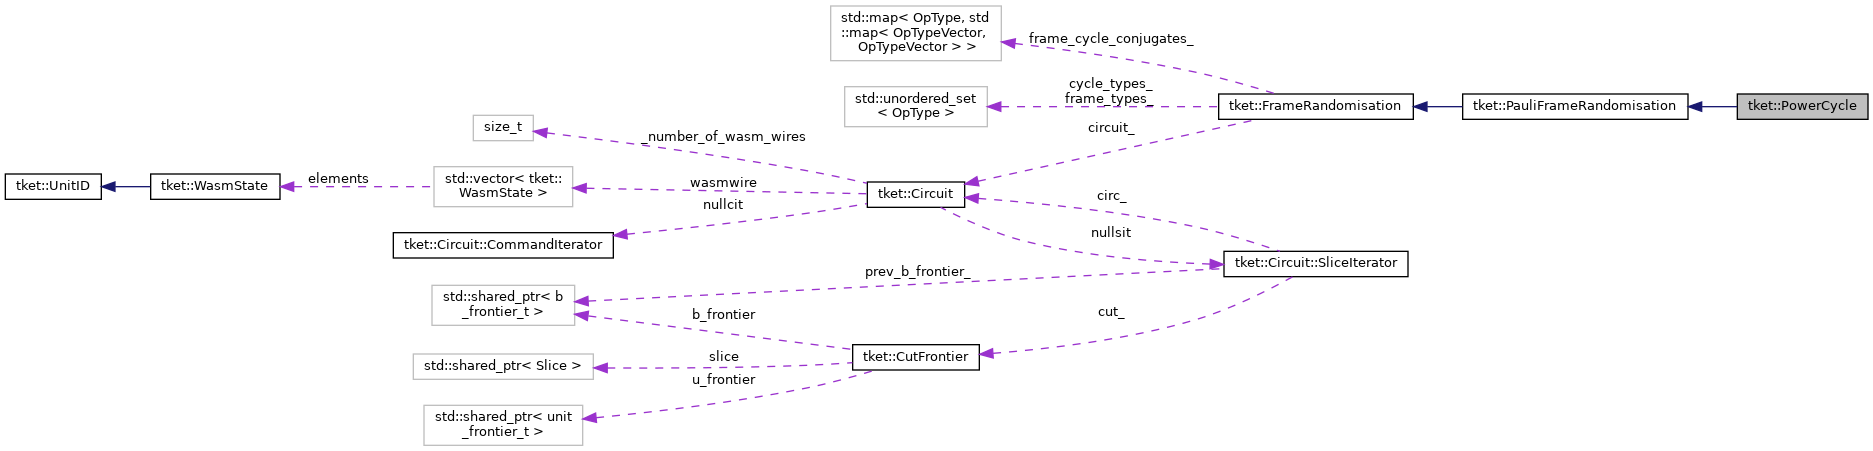 std::map< OpType, std
::map< OpTypeVector,
OpTypeVector > >
frame_cycle_conjugates_
cycle_types_
frame_types_
std::unordered_set
< OpType >
tket::FrameRandomisation
tket::PauliFrameRandomisation
tket::PowerCycle
size_t
_number_of_wasm_wires
circuit_
tket::UnitID
tket::WasmState
elements
std::vector< tket::
WasmState >
wasmwire
nullcit
tket::Circuit
circ_
nullsit
tket::Circuit::CommandIterator
tket::Circuit::SliceIterator
prev_b_frontier_
std::shared_ptr< b
_frontier_t >
b_frontier
cut_
slice
std::shared_ptr< Slice >
tket::CutFrontier
u_frontier
std::shared_ptr< unit
_frontier_t >